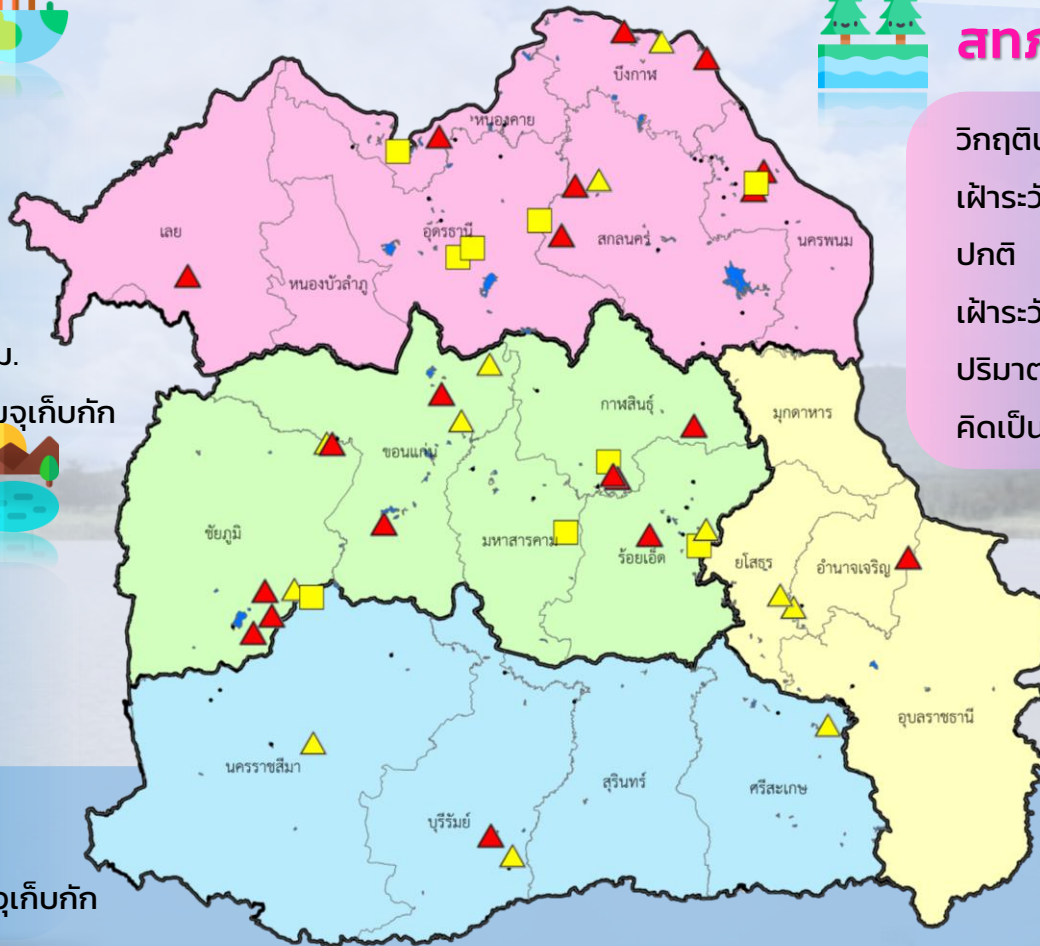 สทภ
วิกฤติ
เฝ้าระวั
ปกติ
เฝ้าระวั
ปริมาต
คิดเป็น
ม.
จุเก็บกัก
จุเก็บกัก
บึงกาฬ
หนองคาย
เลย
อุดรธานี
สกลนคร
นครพนม
หนองบัวลำภู
กาฬสินธุ์
มุกดาหาร
ขอนแก่น
ชัยภูมิ
มหาสารคาม
ร้อยเอ็ด
ยโสธร
อำนาจเจริญ
อุบลราชธานี
นครราชสีมา
สุรินทร์
ศรีสะเกษ
บุรีรัมย์